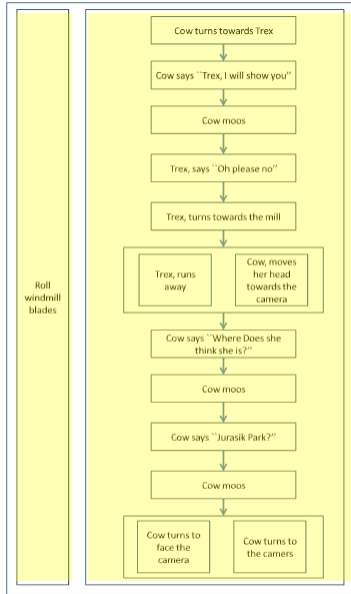 Cow turns towards Trex
Cow says ``Trex, I will show you"
Cow moos
Trex, says ``Oh please no"
Trex, turns towards the mill
Trex, runs
away
Cow, moves
her head
towards the
camera
Roll
windmill
blades
Cow says ``Where Does she
think she is?"
Cow moos
Cow says ``Jurasik Park?"
Cow moos
Cow turns to
face the
camera
Cow turns to
the camers